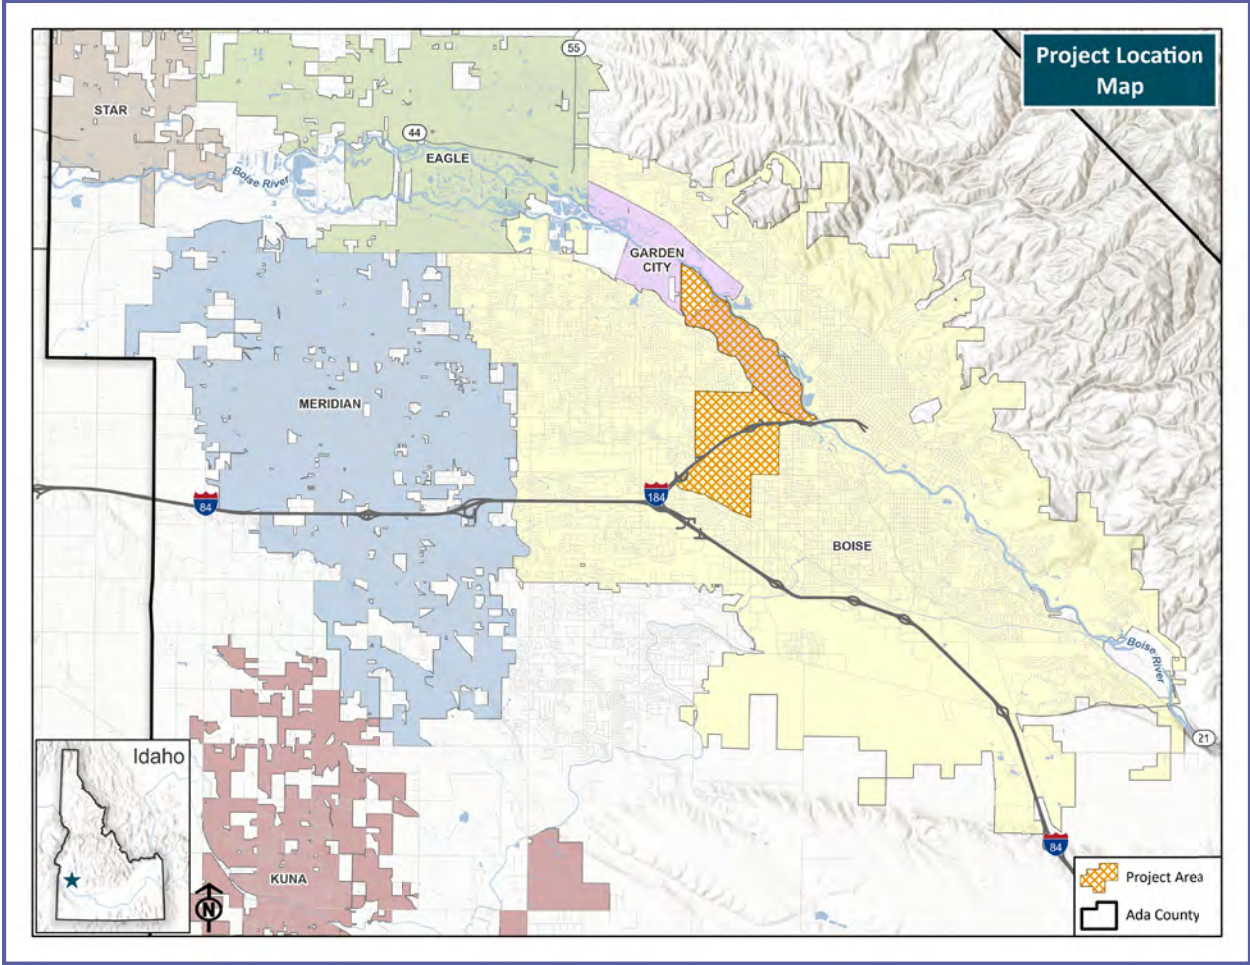 Project Location
Map
55
STAR
44
EAGLE
Boise River
GARDEN
CITY
MERIDIAN
84
184
BOISE
Boise River
21
Idaho
KUNA
N
84
Project Area
Ada County